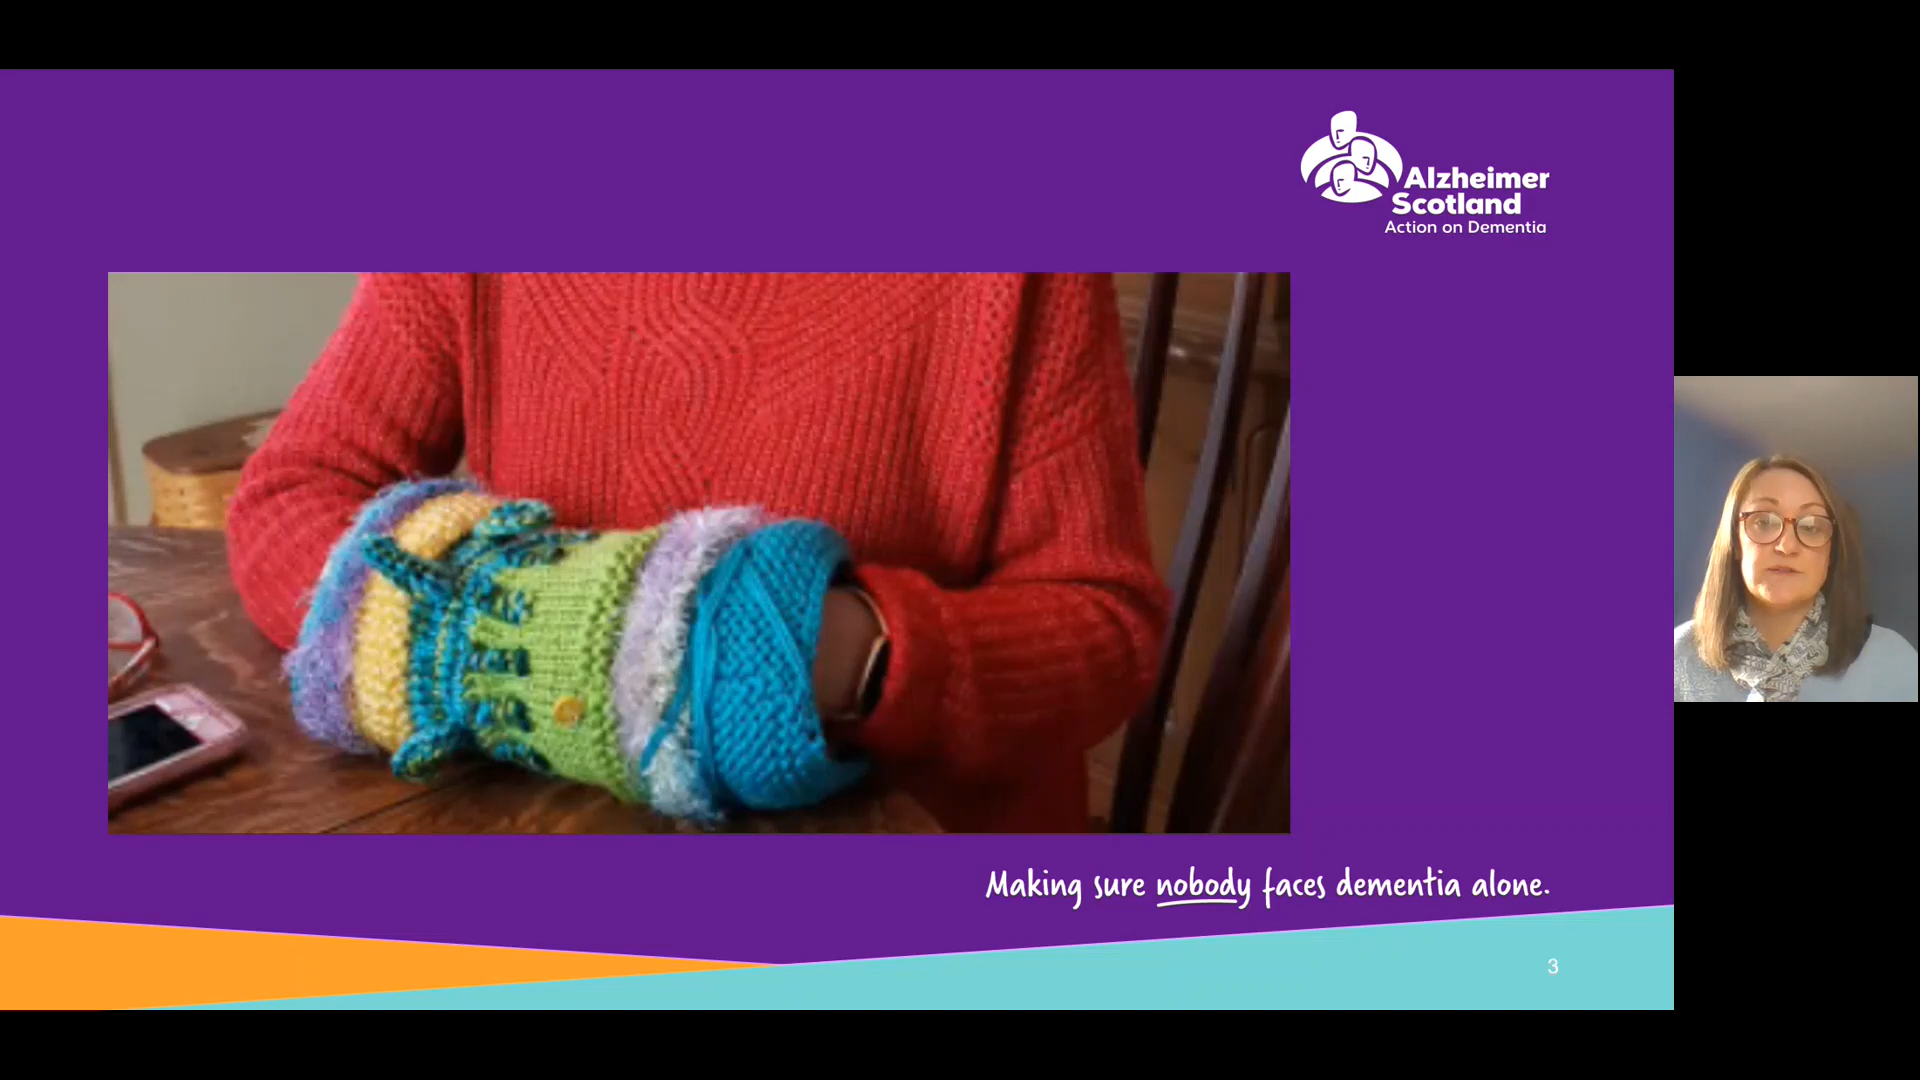 Alzheimer
Scotland
Action on Dementia
Making sure nobody faces dementia alone.
3